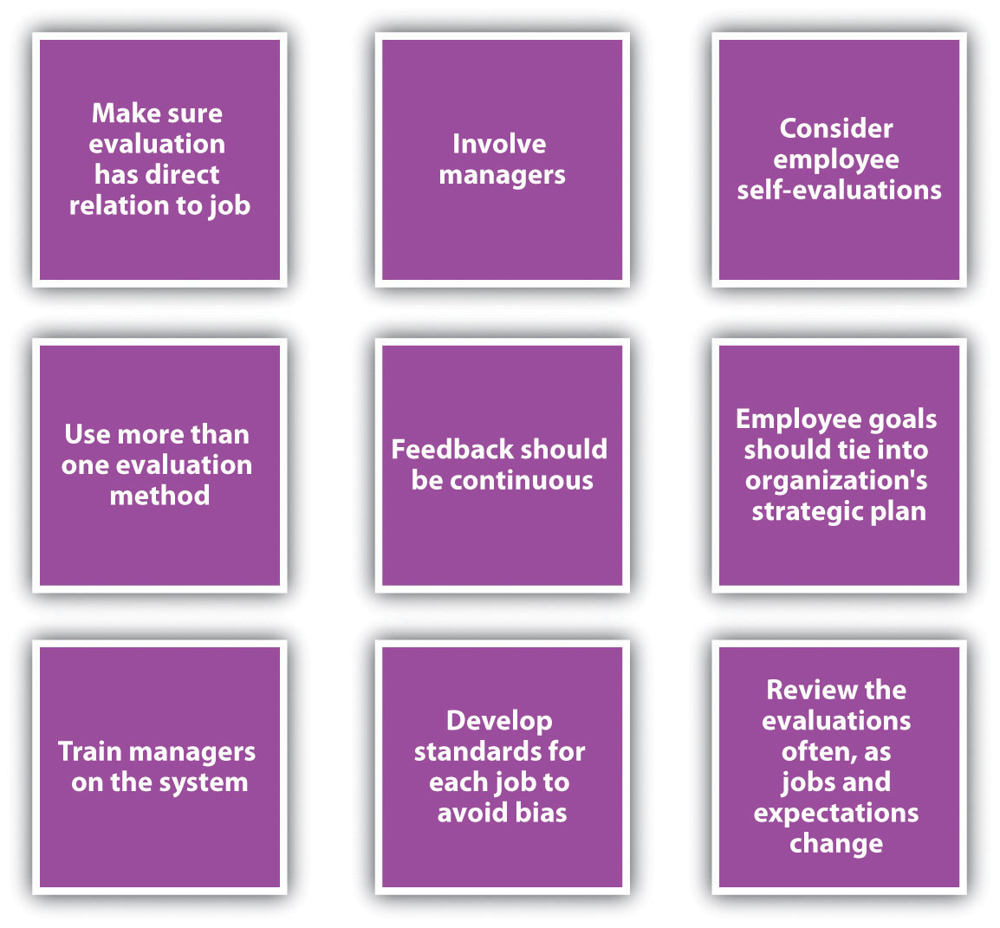 Make sure
evaluation
has direct
relation to job
Involve
managers
Consider
employee
self-evaluations
Use more than
one evaluation
method
Feedback should
be continuous
Employee goals
should tie into
organization's
strategic plan
Train managers
on the system
Develop
standards for
each job to
avoid bias
Review the
evaluations
often, as
jobs and
expectations
change